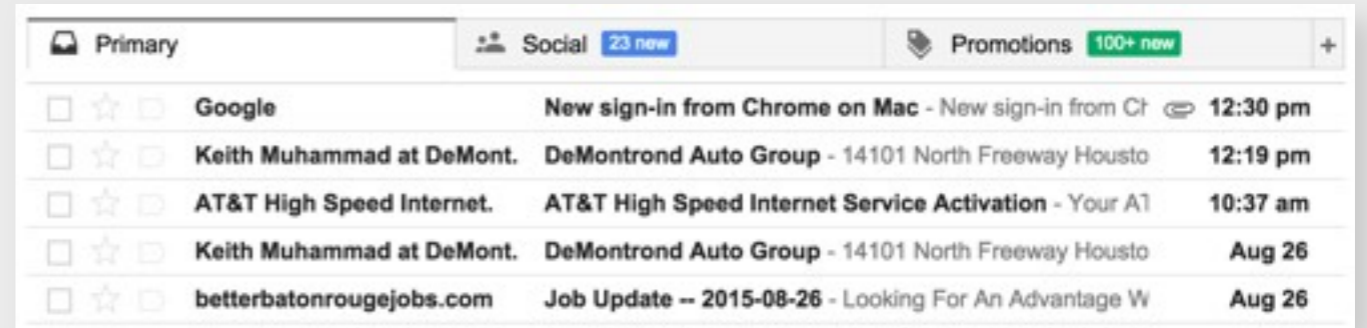 Primary Social 23 new Promotions 100+ new +
Google New sign-in from Chrome on Mac - New sign-in from Ch 12:30 pm
Keith Muhammad at DeMont. DeMontrond Auto Group - 14101 North Freeway Housto 12:19 pm
AT&T High Speed Internet. AT&T High Speed Internet Service Activation - Your AT 10:37 am
Keith Muhammad at DeMont. DeMontrond Auto Group - 14101 North Freeway Housto Aug 26
betterbatonrougejobs.com Job Update -- 2015-08-26 - Looking For An Advantage W Aug 26